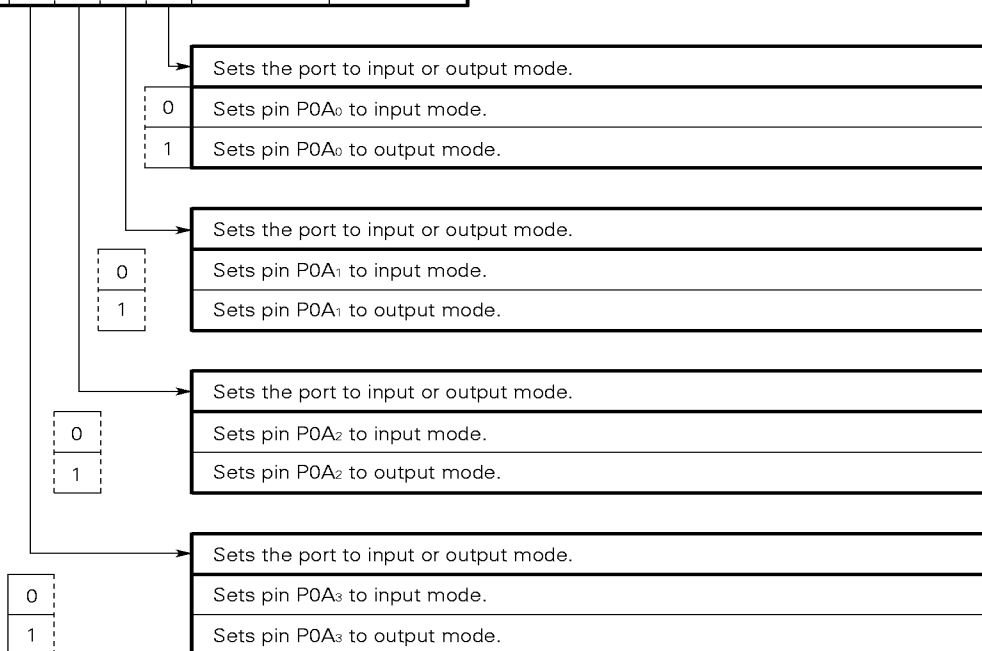 Sets the port to input or output mode.
0 Sets pin P0A₀ to input mode.
1 Sets pin P0A₀ to output mode.
Sets the port to input or output mode.
0 Sets pin P0A₁ to input mode.
1 Sets pin P0A₁ to output mode.
Sets the port to input or output mode.
0 Sets pin P0A₂ to input mode.
1 Sets pin P0A₂ to output mode.
Sets the port to input or output mode.
0 Sets pin P0A₃ to input mode.
1 Sets pin P0A₃ to output mode.